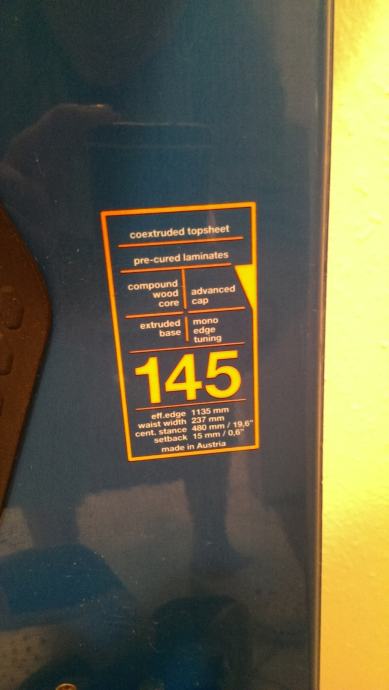 coextruded topsheet
pre-cured laminates
compound wood core
advanced cap
extruded base
mono edge tuning
145
eff.edge 1135 mm
waist width 237 mm
cent. stance 480 mm / 19,6"
setback 15 mm / 0,6"
made in Austria